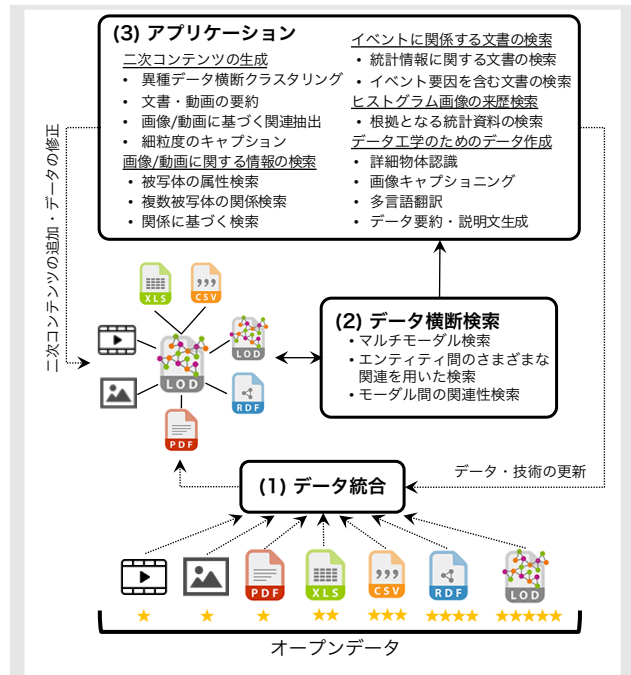 (3) アプリケーション
二次コンテンツの生成
• 異種データ横断クラスタリング
• 文書・動画の要約
• 画像/動画に基づく関連抽出
• 細粒度のキャプション
画像/動画に関する情報の検索
• 被写体の属性検索
• 複数被写体の関係検索
• 関係に基づく検索
イベントに関係する文書の検索
• 統計情報に関する文書の検索
• イベント要因を含む文書の検索
ヒストグラム画像の来歴検索
• 根拠となる統計資料の検索
データ工学のためのデータ作成
• 詳細物体認識
• 画像キャプショニング
• 多言語翻訳
• データ要約・説明文生成
二次コンテンツの追加・データの修正
XLS
CSV
LOD
LOD
RDF
PDF
(2) データ横断検索
•マルチモーダル検索
•エンティティ間のさまざまな
関連を用いた検索
•モーダル間の関連性検索
データ・技術の更新
(1) データ統合
PDF
XLS
CSV
RDF
LOD
★
★
★
★★
★★★
★★★★
★★★★★
オープンデータ